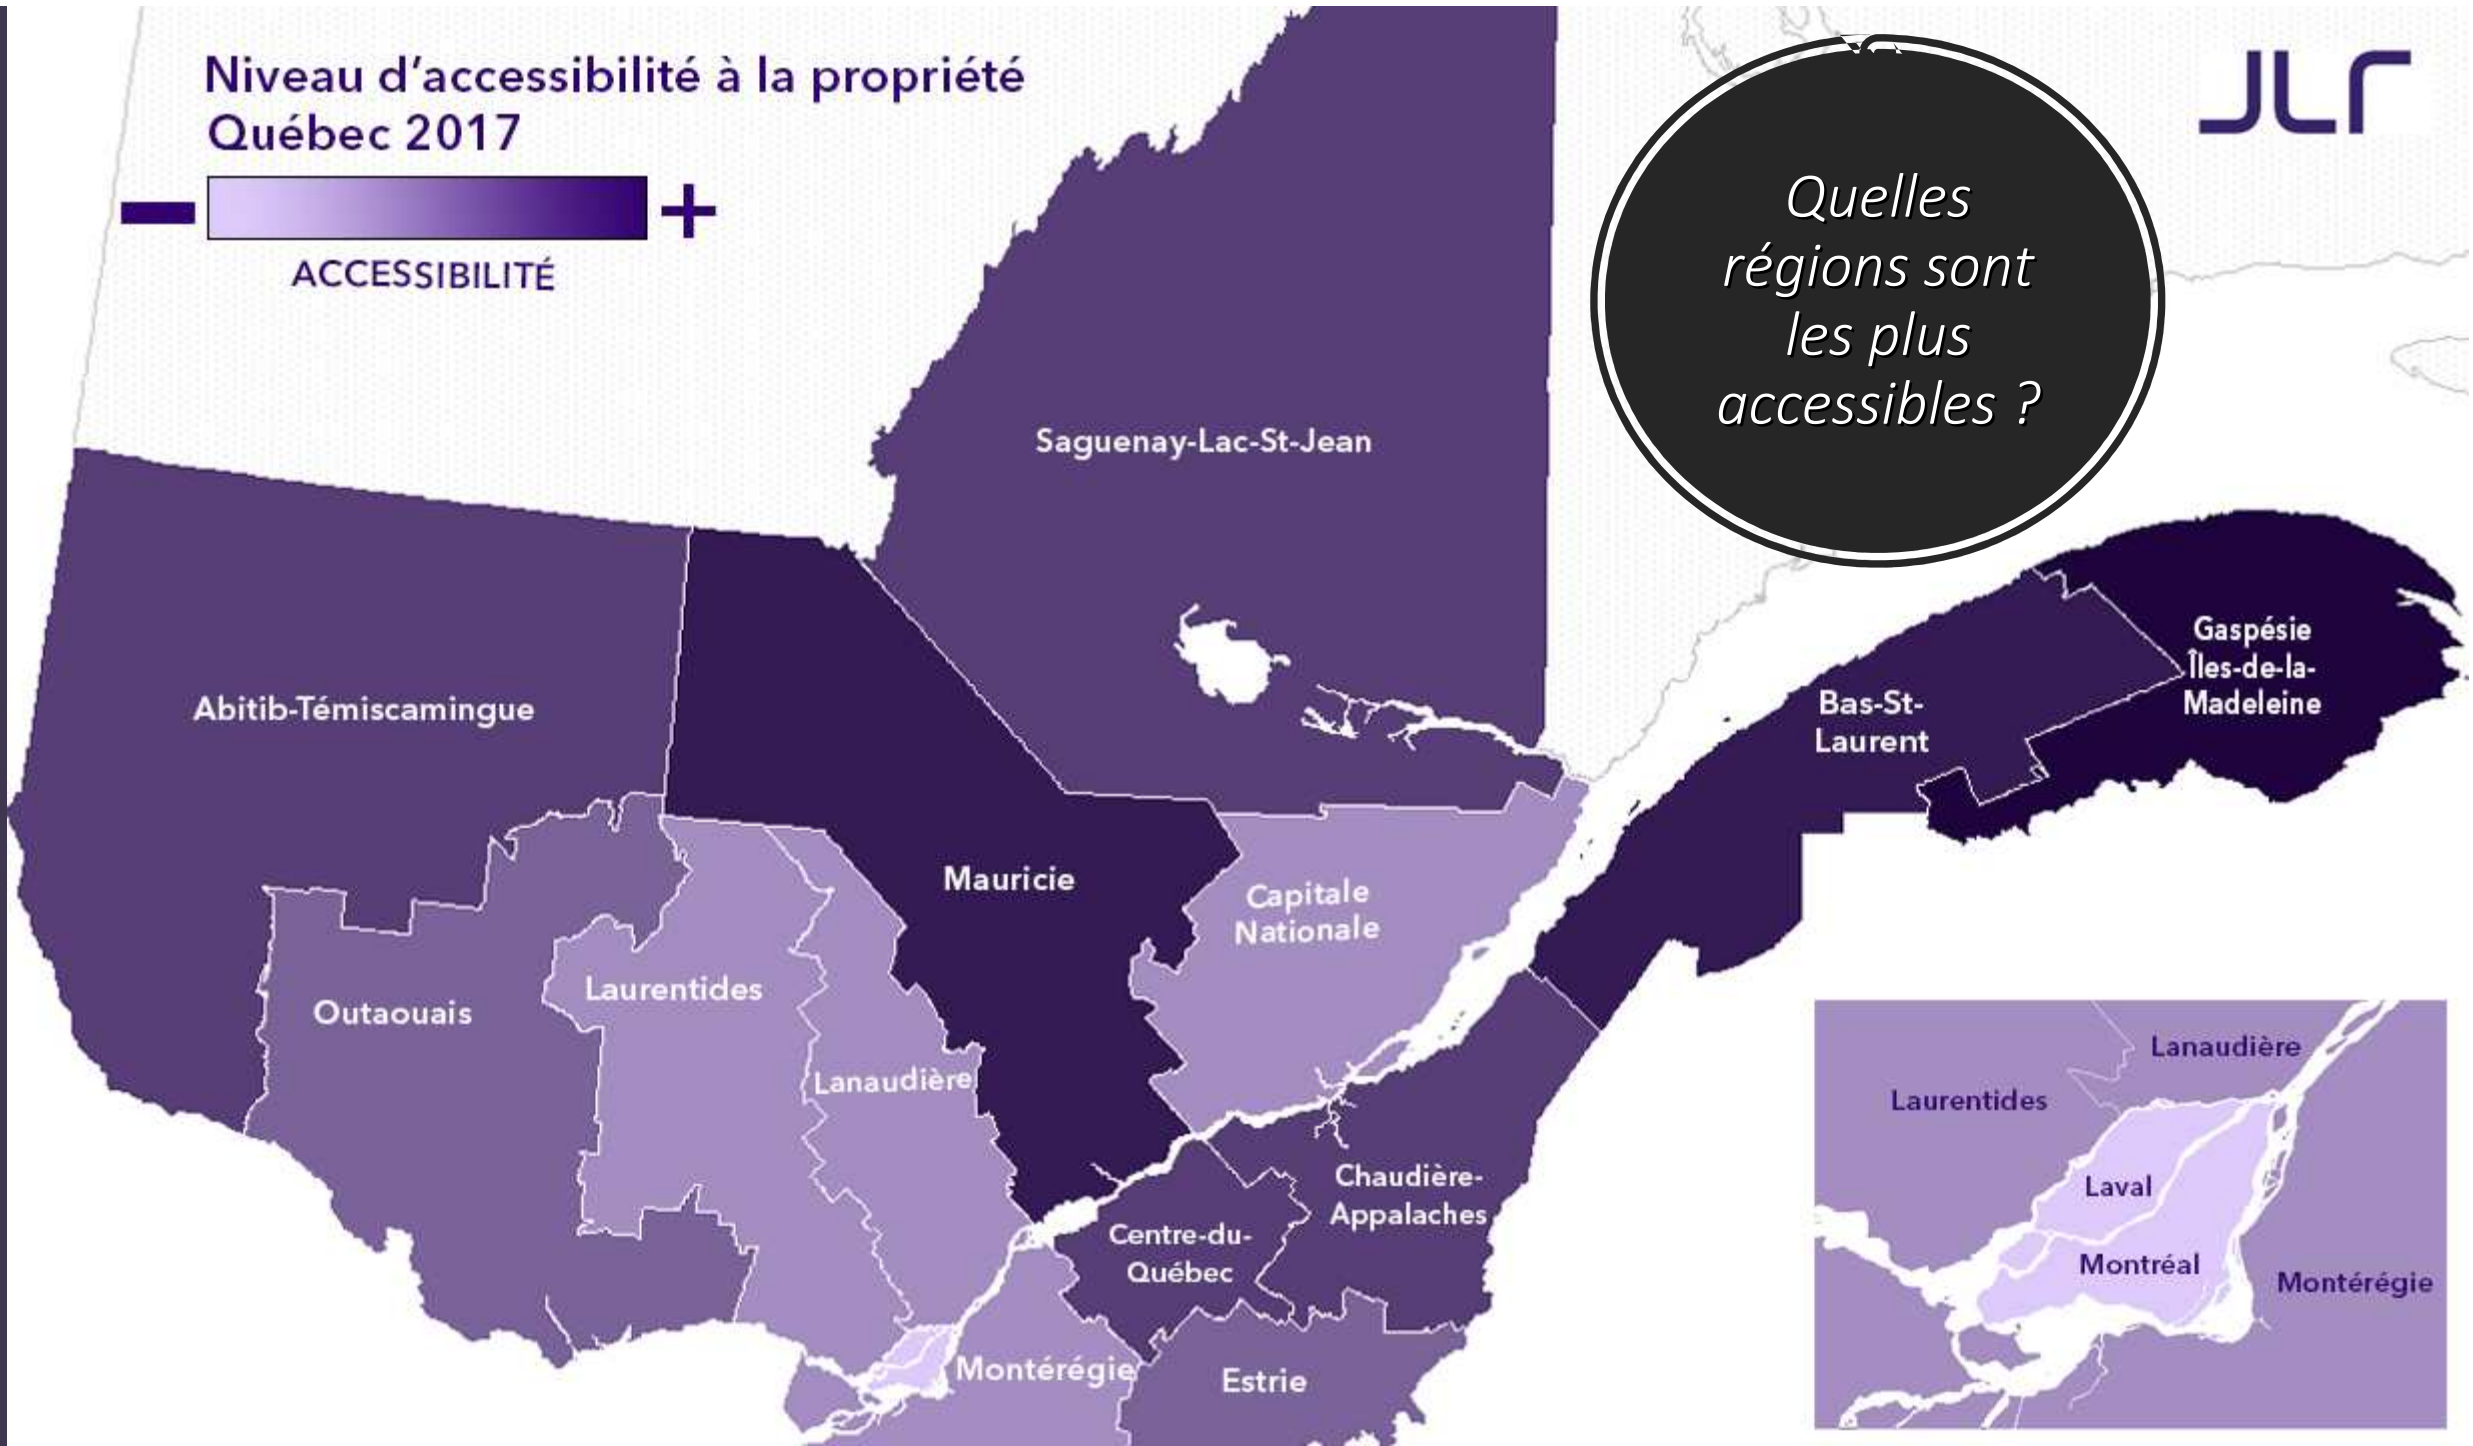 Niveau d'accessibilité à la propriété
Québec 2017
ACCESSIBILITÉ
JLR
Quelles
régions sont
les plus
accessibles ?
Saguenay-Lac-St-Jean
Abitib-Témiscamingue
Gaspésie
Îles-de-la-
Madeleine
Bas-St-
Laurent
Mauricie
Capitale
Nationale
Laurentides
Outaouais
Lanaudière
Chaudière-
Appalaches
Centre-du-
Québec
Montérégie
Estrie
Lanaudière
Laurentides
Laval
Montréal
Montérégie